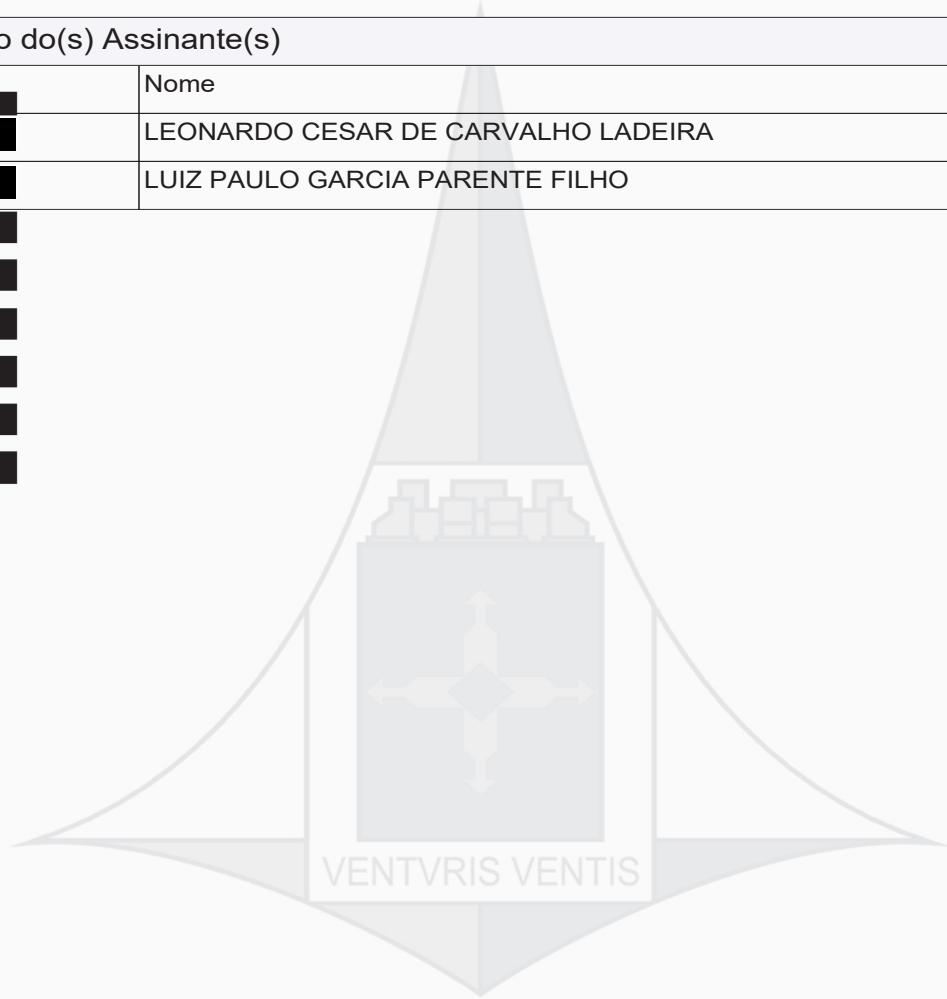 o do(s) Assinante(s)
Nome
LEONARDO CESAR DE CARVALHO LADEIRA
LUIZ PAULO GARCIA PARENTE FILHO
VENTVRIS VENTIS